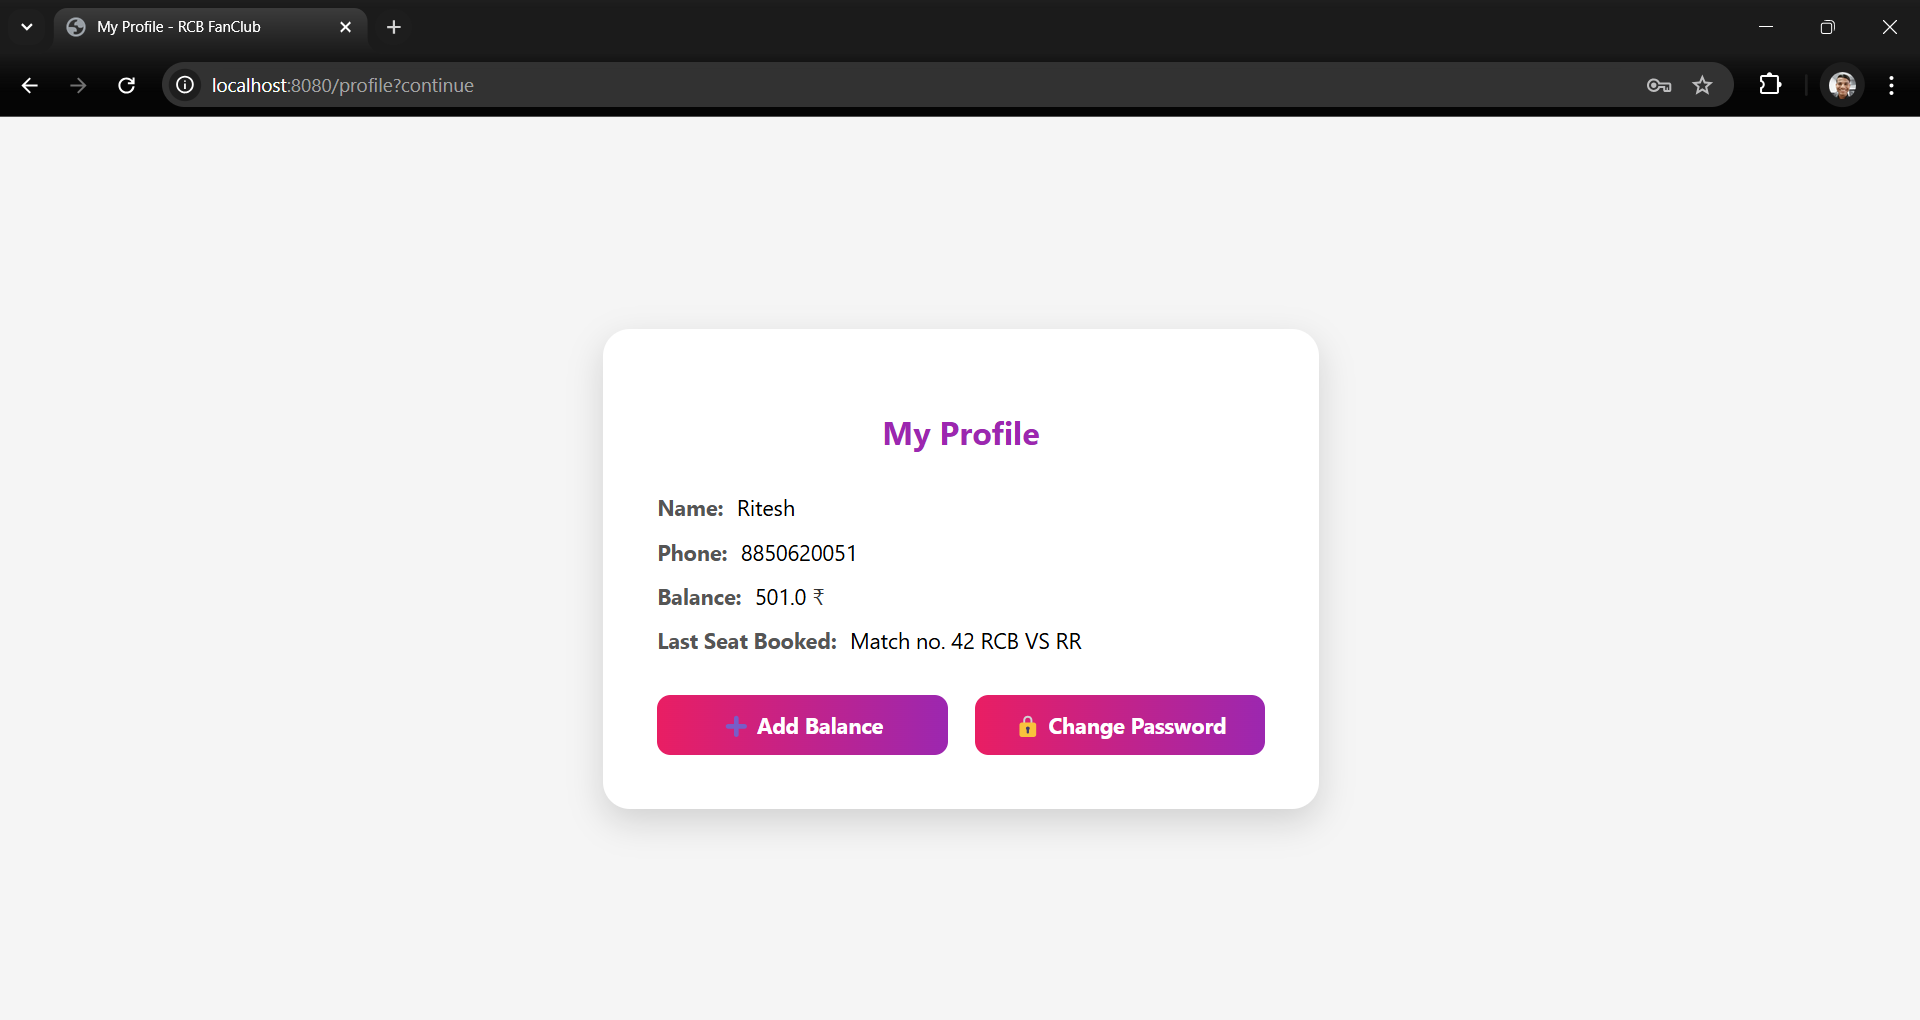 My Profile - RCB FanClub
localhost:8080/profile?continue
My Profile
Name: Ritesh
Phone: 8850620051
Balance: 501.0 ₹
Last Seat Booked: Match no. 42 RCB VS RR
➕ Add Balance
🔒 Change Password